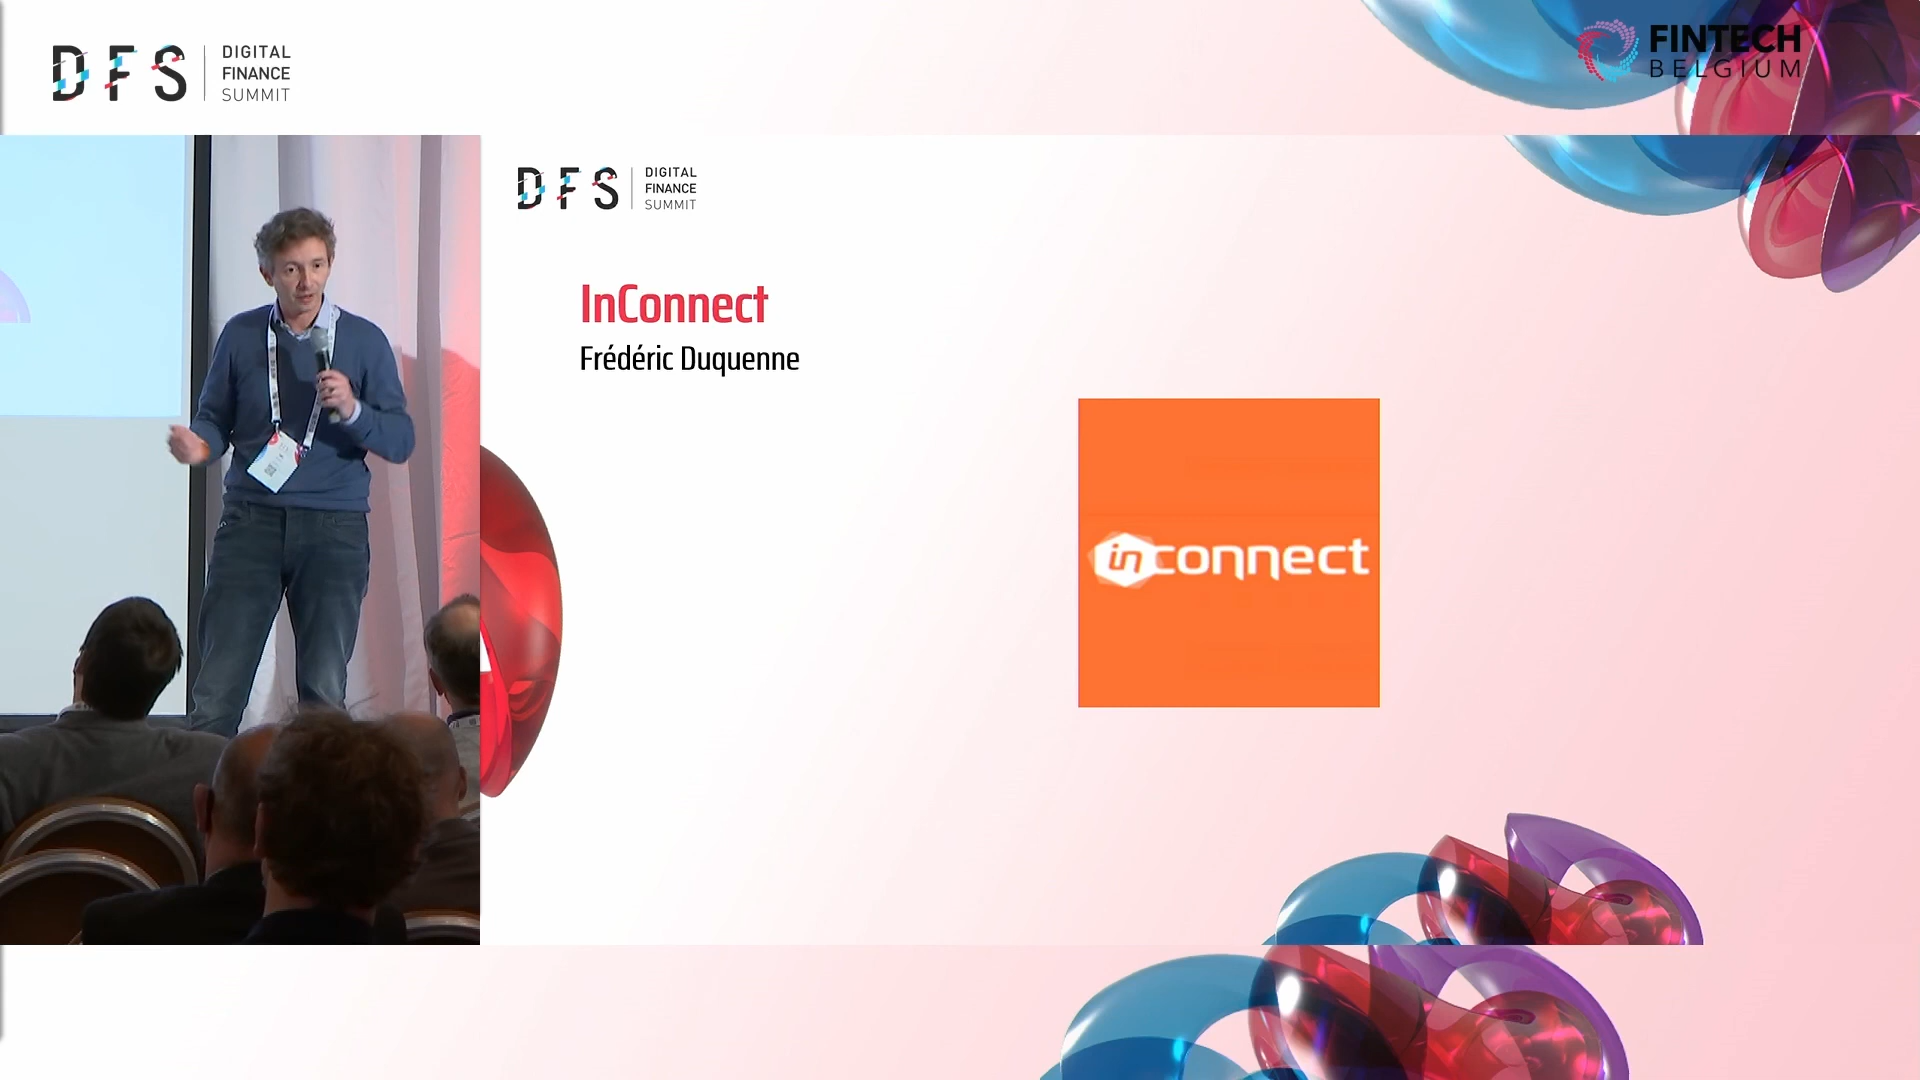 DFS
DIGITAL
FINANCE
SUMMIT
FINTECH
BELGIUM
DFS
DIGITAL
FINANCE
SUMMIT
InConnect
Frédéric Duquenne
inconnect